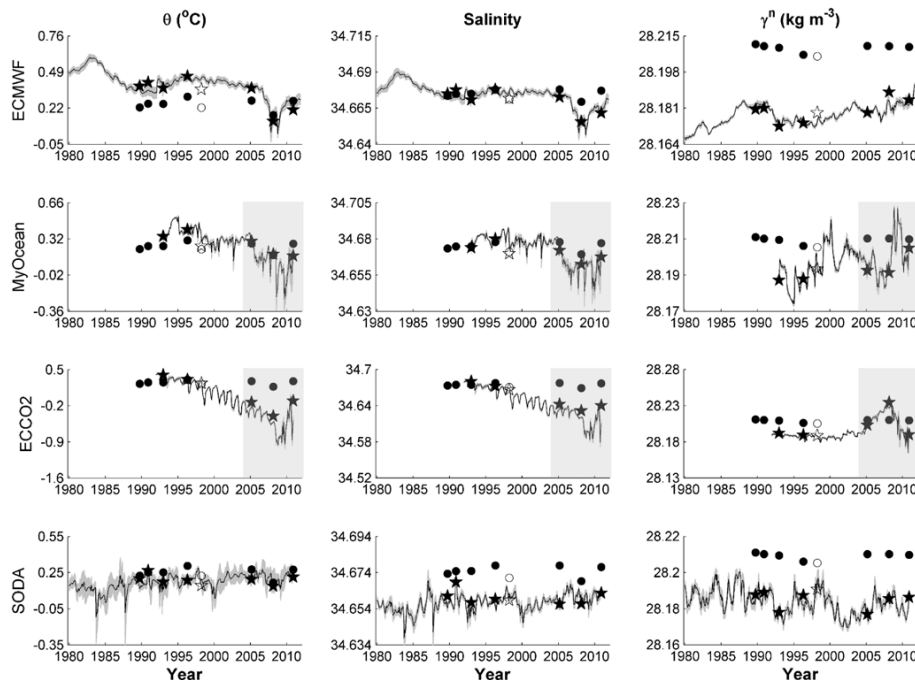 θ (°C) Salinity γⁿ (kg m⁻³)
ECMWF
0.76
0.49
0.22
-0.05
1980 1985 1990 1995 2000 2005 2010
34.715
34.69
34.665
34.64
1980 1985 1990 1995 2000 2005 2010
28.215
28.198
28.181
28.164
1980 1985 1990 1995 2000 2005 2010
MyOcean
0.66
0.32
-0.02
-0.36
1980 1985 1990 1995 2000 2005 2010
34.705
34.68
34.655
34.63
1980 1985 1990 1995 2000 2005 2010
28.23
28.21
28.19
28.17
1980 1985 1990 1995 2000 2005 2010
ECCO2
0.5
-0.2
-0.9
-1.6
1980 1985 1990 1995 2000 2005 2010
34.7
34.64
34.58
34.52
1980 1985 1990 1995 2000 2005 2010
28.28
28.23
28.18
28.13
1980 1985 1990 1995 2000 2005 2010
SODA
0.55
0.25
-0.05
-0.35
1980 1985 1990 1995 2000 2005 2010
34.694
34.674
34.654
34.634
1980 1985 1990 1995 2000 2005 2010
28.22
28.2
28.18
28.16
1980 1985 1990 1995 2000 2005 2010
Year Year Year